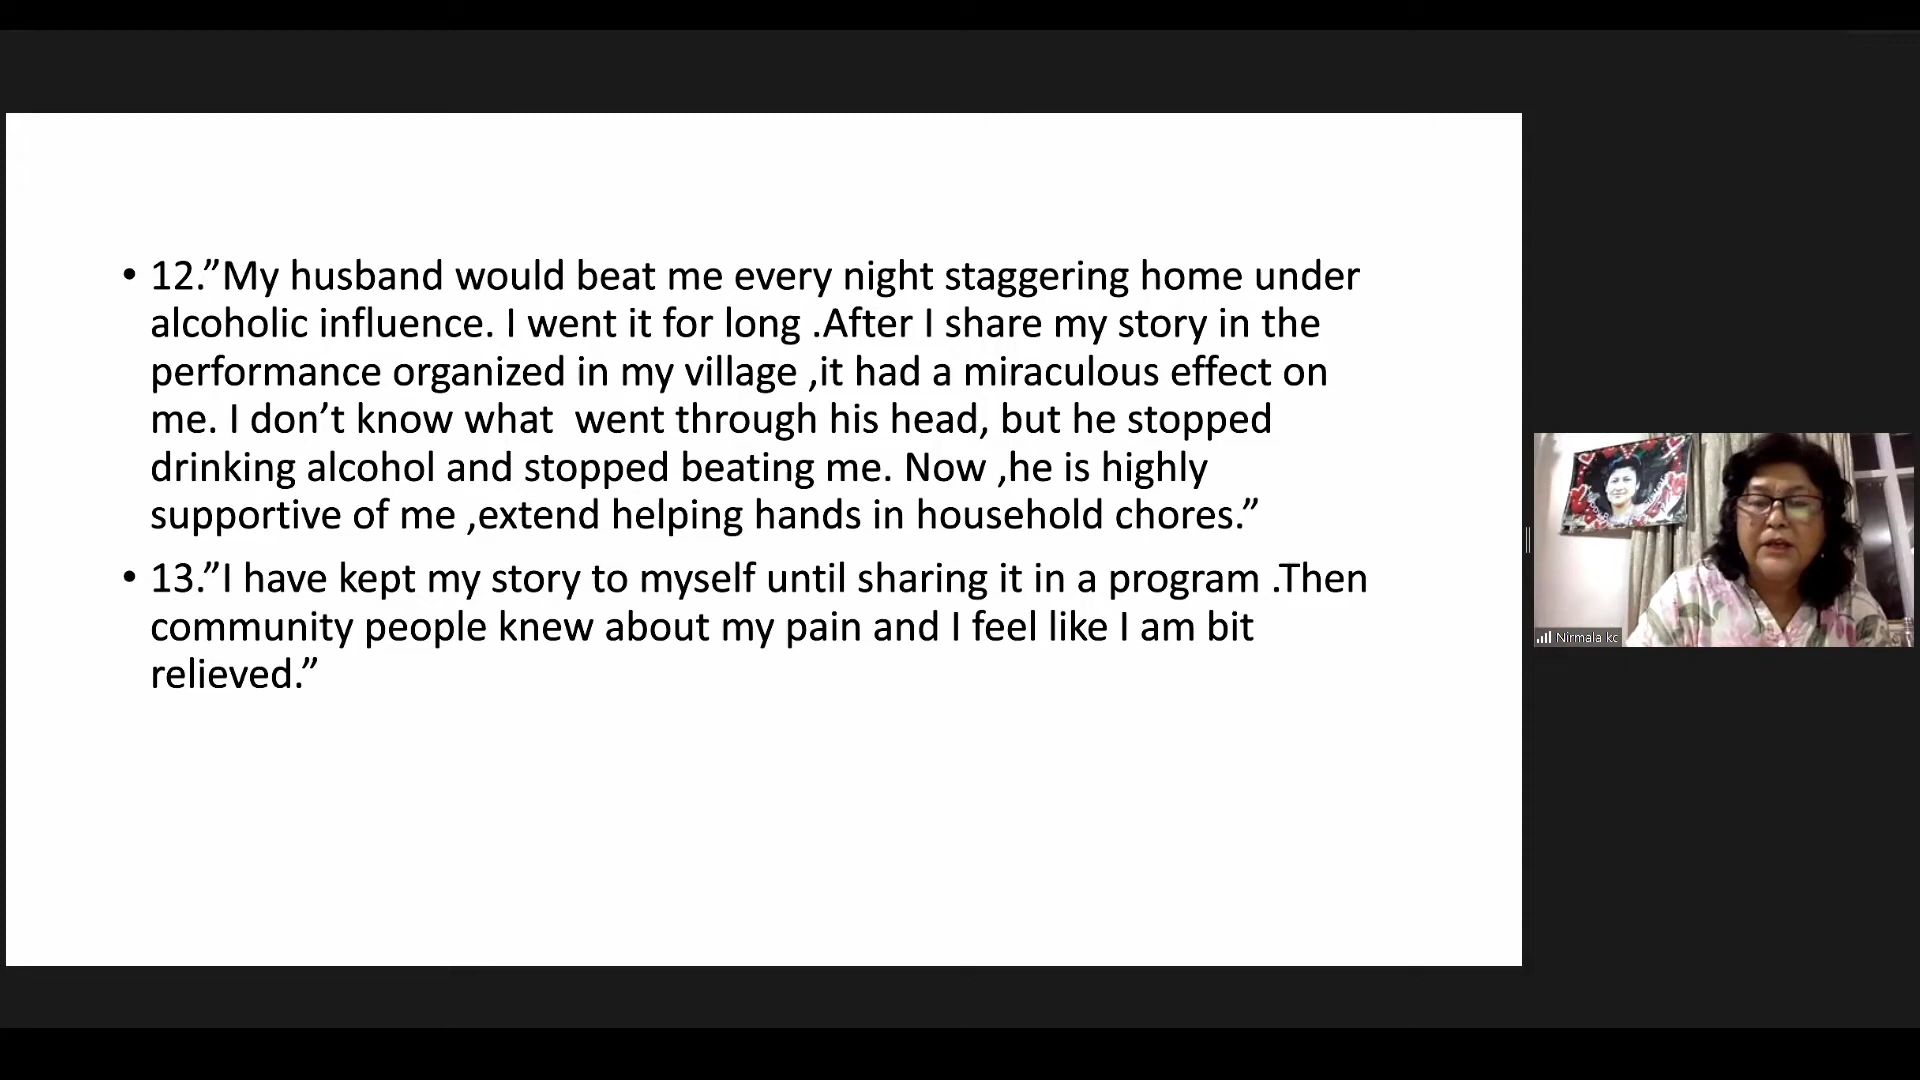 • 12.”My husband would beat me every night staggering home under
alcoholic influence. I went it for long .After I share my story in the
performance organized in my village ,it had a miraculous effect on
me. I don’t know what  went through his head, but he stopped
drinking alcohol and stopped beating me. Now ,he is highly
supportive of me ,extend helping hands in household chores.”
• 13.”I have kept my story to myself until sharing it in a program .Then
community people knew about my pain and I feel like I am bit
relieved.”
Nirmala kc